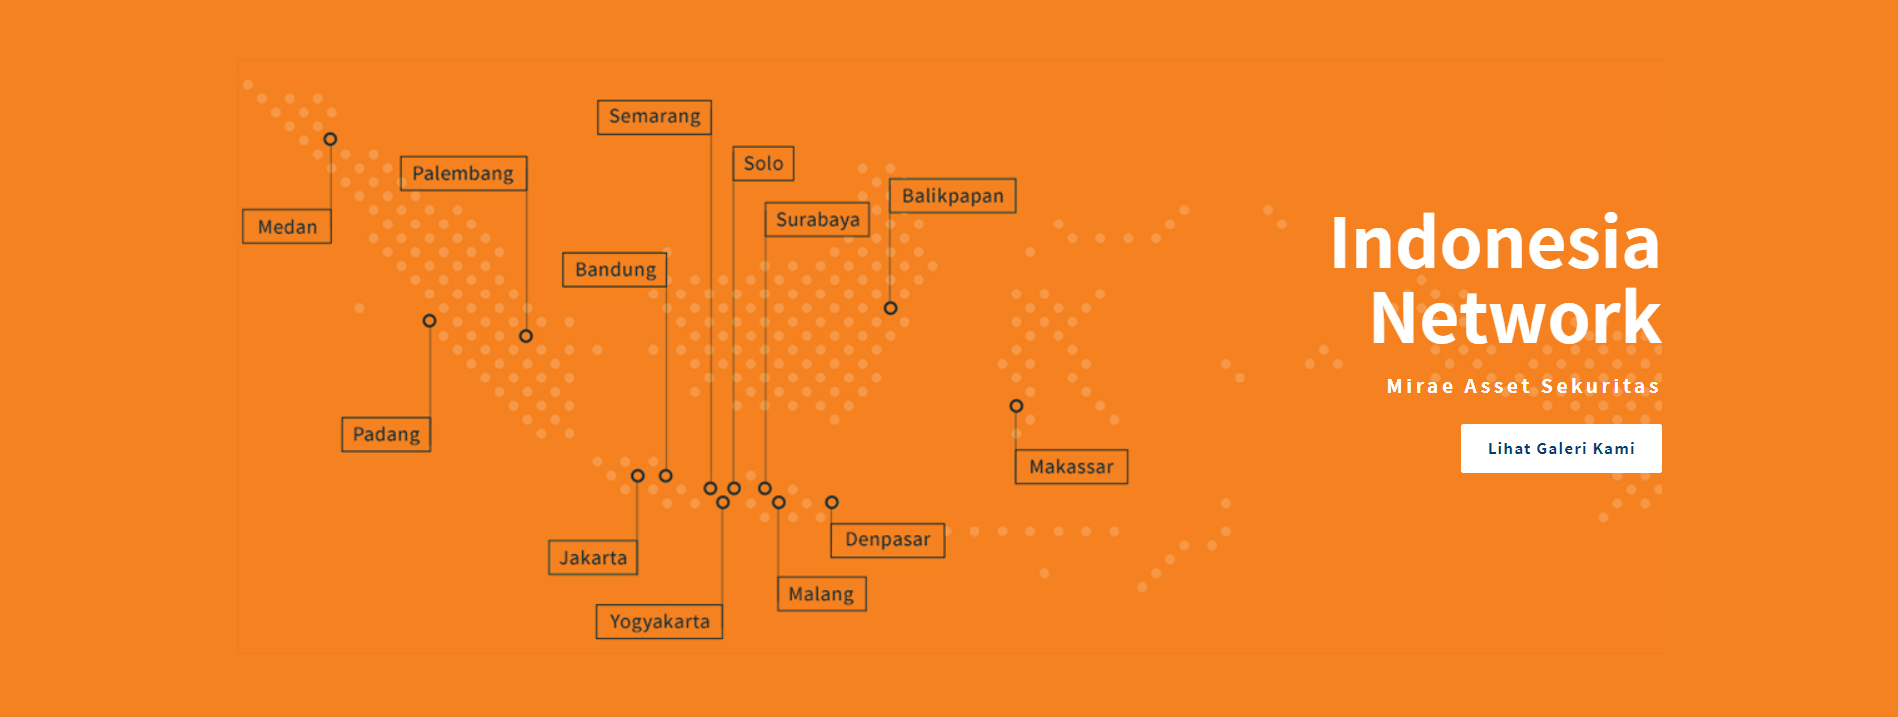 Semarang
Solo
Palembang
Balikpapan
Surabaya
Medan
Bandung
Padang
Makassar
Jakarta
Denpasar
Malang
Yogyakarta
Indonesia
Network
Mirae Asset Sekuritas
Lihat Galeri Kami